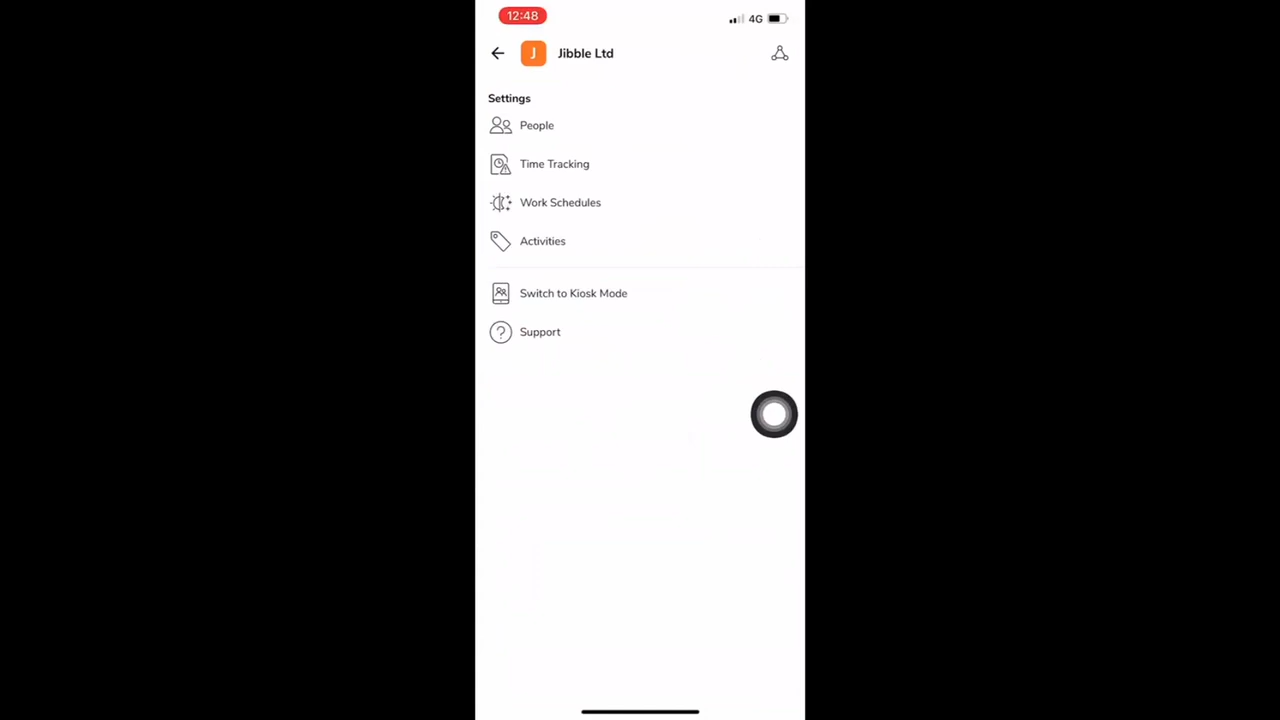 12:48
4G
J Jibble Ltd
Settings
People
Time Tracking
Work Schedules
Activities
Switch to Kiosk Mode
? Support